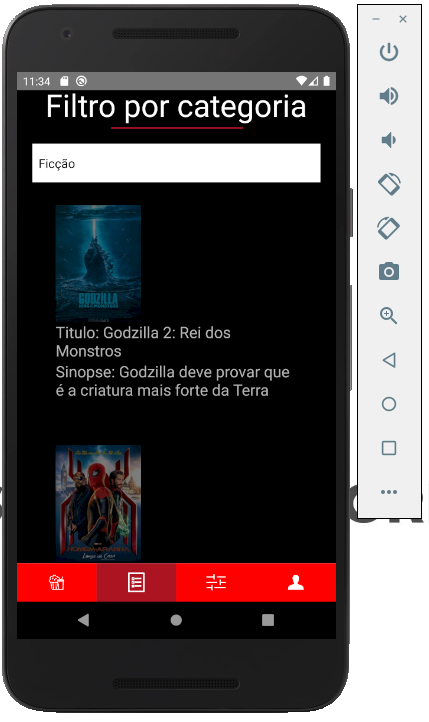 11:34
Filtro por categoria
Ficção
GODZILLA
Titulo: Godzilla 2: Rei dos
Monstros
Sinopse: Godzilla deve provar que
é a criatura mais forte da Terra